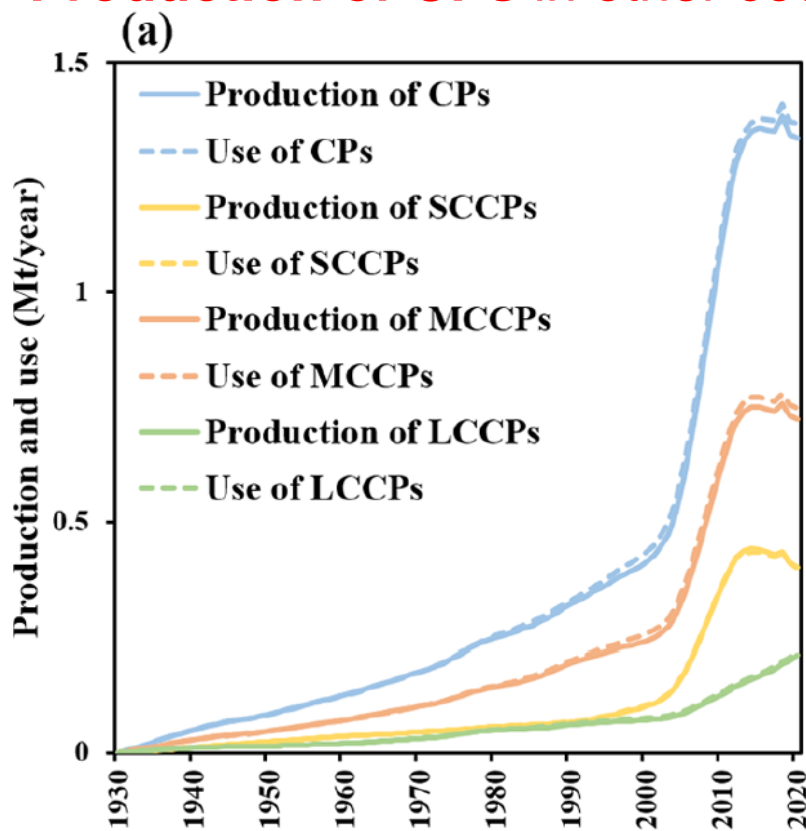 (a)
1.5
Production of CPs
Use of CPs
Production of SCCPs
Use of SCCPs
Production of MCCPs
Use of MCCPs
Production of LCCPs
Use of LCCPs
Production and use (Mt/year)
1
0.5
0
1930
1940
1950
1960
1970
1980
1990
2000
2010
2020